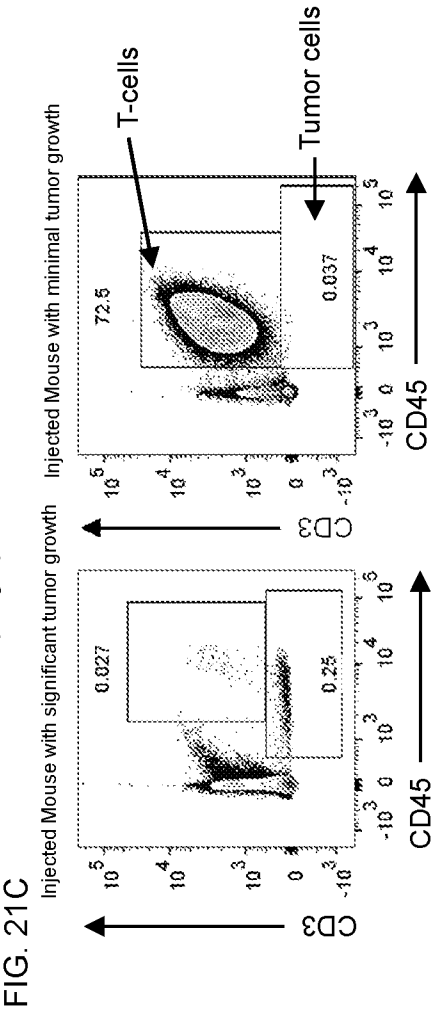 FIG. 21C
Injected Mouse with significant tumor growth
Injected Mouse with minimal tumor growth
CD3
10 5
10 4
10 3
0
-10 3
0.027
0.25
-10 3
0
10 3
10 4
10 5
CD45
CD3
10 5
10 4
10 3
0
-10 3
72.5
0.037
-10 3
0
10 3
10 4
10 5
CD45
T-cells
Tumor cells